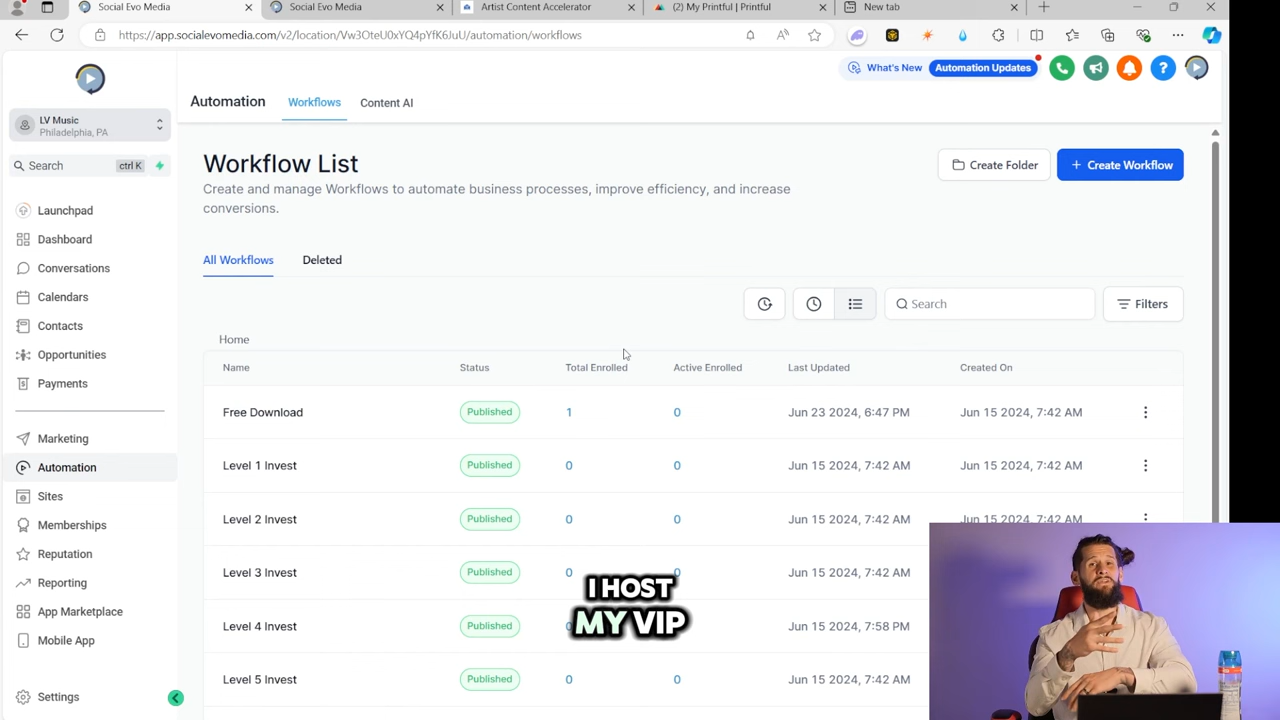 Social Evo Media
Social Evo Media
Artist Content Accelerator
(2) My Printful | Printful
New tab
https://app.socialevomedia.com/v2/location/Vw3OteU0xYQ4pYfK6JuU/automation/workflows
What's New
Automation Updates
Automation
Workflows
Content AI
LV Music
Philadelphia, PA
Search
ctrl K
Launchpad
Dashboard
Conversations
Calendars
Contacts
Opportunities
Payments
Marketing
Automation
Sites
Memberships
Reputation
Reporting
App Marketplace
Mobile App
Settings
Workflow List
Create and manage Workflows to automate business processes, improve efficiency, and increase
conversions.
Create Folder
+ Create Workflow
All Workflows
Deleted
Search
Filters
Home
Name Status Total Enrolled Active Enrolled Last Updated Created On
Free Download Published 1 0 Jun 23 2024, 6:47 PM Jun 15 2024, 7:42 AM
Level 1 Invest Published 0 0 Jun 15 2024, 7:42 AM Jun 15 2024, 7:42 AM
Level 2 Invest Published 0 0 Jun 15 2024, 7:42 AM Jun 15 2024, 7:42 AM
Level 3 Invest Published 0 0 Jun 15 2024, 7:42 AM
Level 4 Invest Published 0 Jun 15 2024, 7:58 PM
Level 5 Invest Published 0 0 Jun 15 2024, 7:42 AM
I HOST
MY VIP